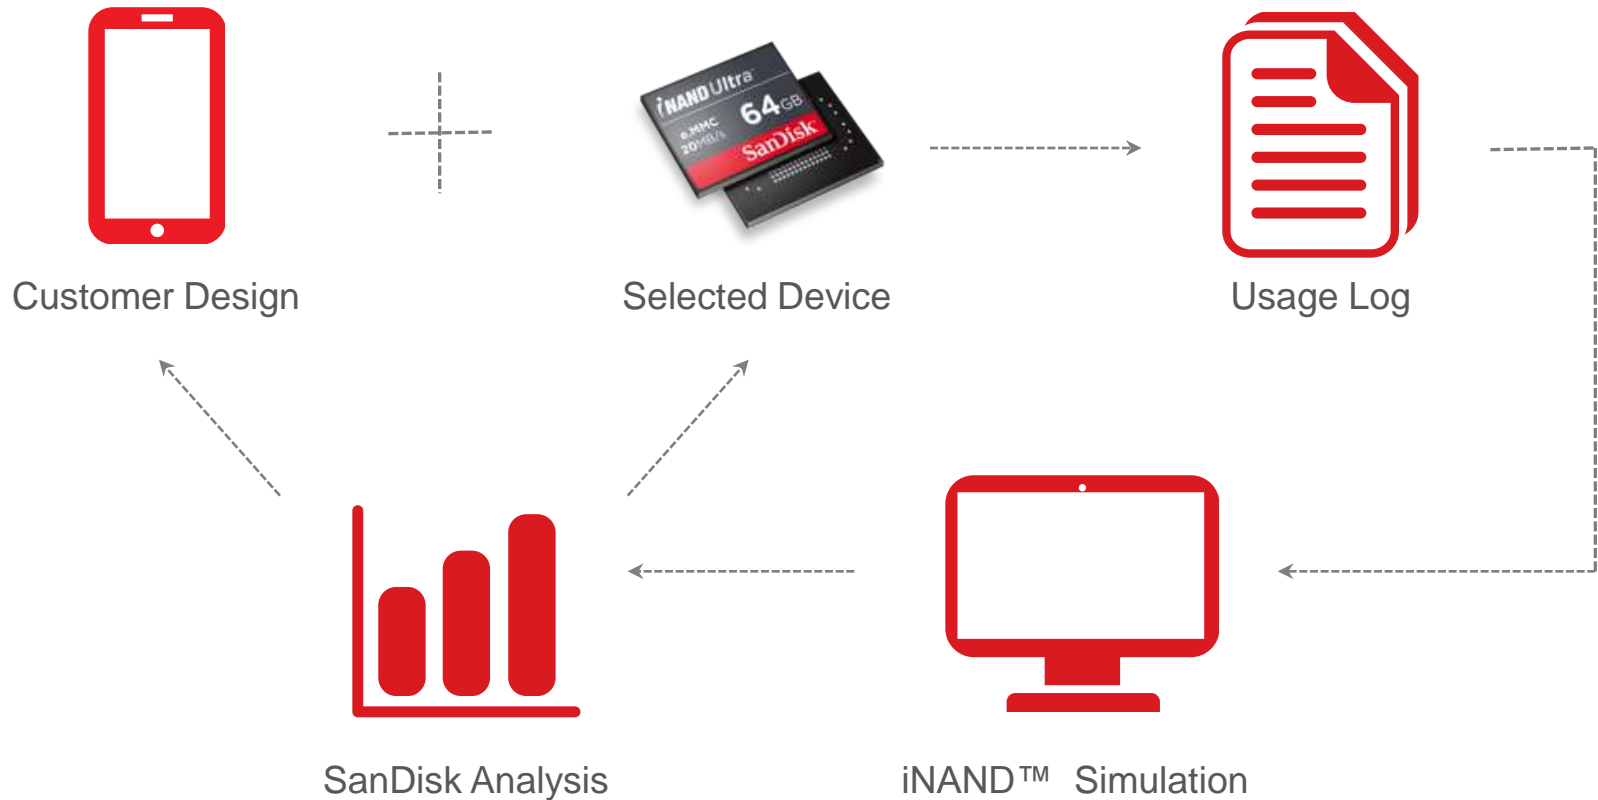 iNAND Ultra
64GB
e.MMC
20MB/s
SanDisk
Customer Design
Selected Device
Usage Log
SanDisk Analysis
iNAND™ Simulation